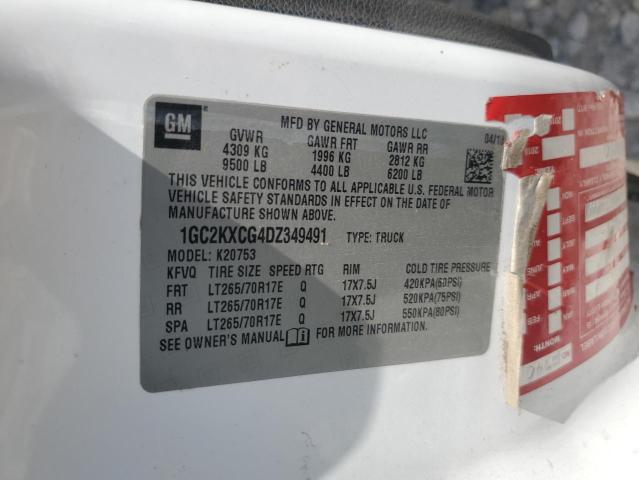 GM
MFD BY GENERAL MOTORS LLC
04/13
GVWR GAWR FRT GAWR RR
4309 KG 1996 KG 2812 KG
9500 LB 4400 LB 6200 LB
THIS VEHICLE CONFORMS TO ALL APPLICABLE U.S. FEDERAL MOTOR
VEHICLE SAFETY STANDARDS IN EFFECT ON THE DATE OF
MANUFACTURE SHOWN ABOVE.
1GC2KXCG4DZ349491 TYPE: TRUCK
MODEL: K20753
KFVQ TIRE SIZE SPEED RTG RIM COLD TIRE PRESSURE
FRT LT265/70R17E Q 17X7.5J 420KPA(60PSI)
RR LT265/70R17E Q 17X7.5J 520KPA(75PSI)
SPA LT265/70R17E Q 17X7.5J 550KPA(80PSI)
SEE OWNER'S MANUAL FOR MORE INFORMATION.
MONTH: